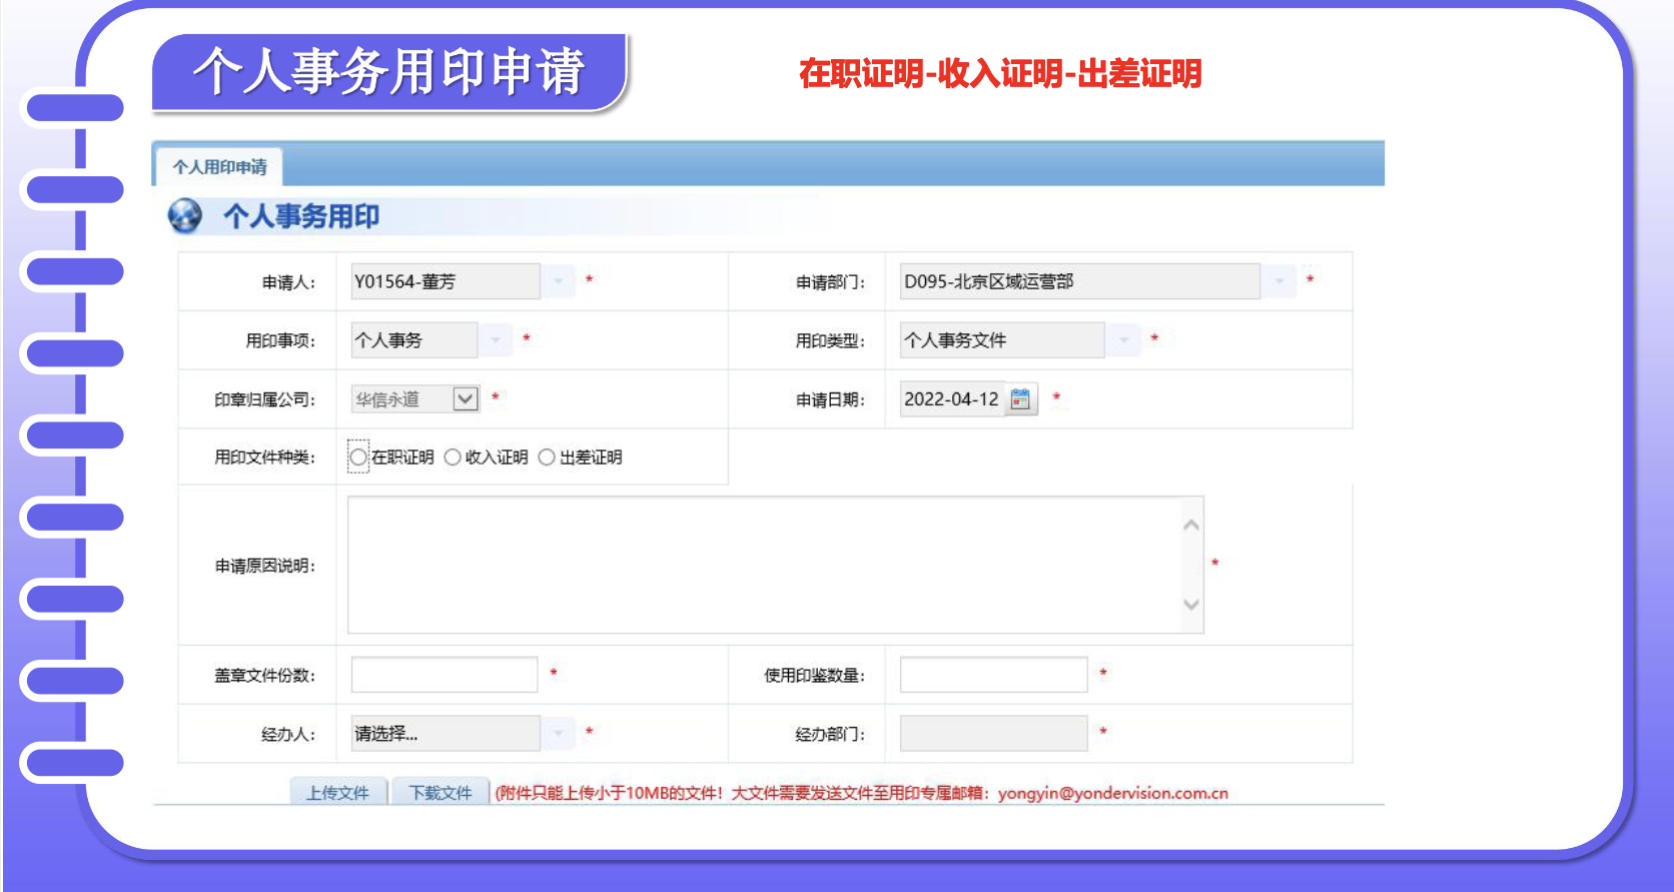 个人事务用印申请
在职证明-收入证明-出差证明
个人用印申请
个人事务用印
申请人: Y01564-董芳 * 申请部门: D095-北京区域运营部 *
用印事项: 个人事务 * 用印类型: 个人事务文件 *
印章归属公司: 华信永道 * 申请日期: 2022-04-12 *
用印文件种类: 在职证明 收入证明 出差证明
申请原因说明: *
盖章文件份数: * 使用印鉴数量: *
经办人: 请选择... * 经办部门: *
上传文件 下载文件 (附件只能上传小于10MB的文件！大文件需要发送文件至用印专属邮箱：yongyin@yondervision.com.cn